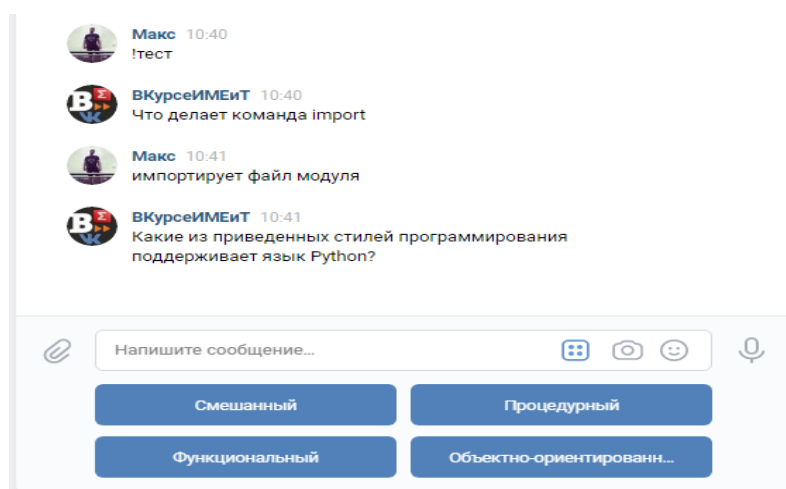 Макс 10:40
!тест
ВКурсеИМЕиТ 10:40
Что делает команда import
Макс 10:41
импортирует файл модуля
ВКурсеИМЕиТ 10:41
Какие из приведенных стилей программирования
поддерживает язык Python?
Напишите сообщение...
Смешанный
Процедурный
Функциональный
Объектно-ориентированн...